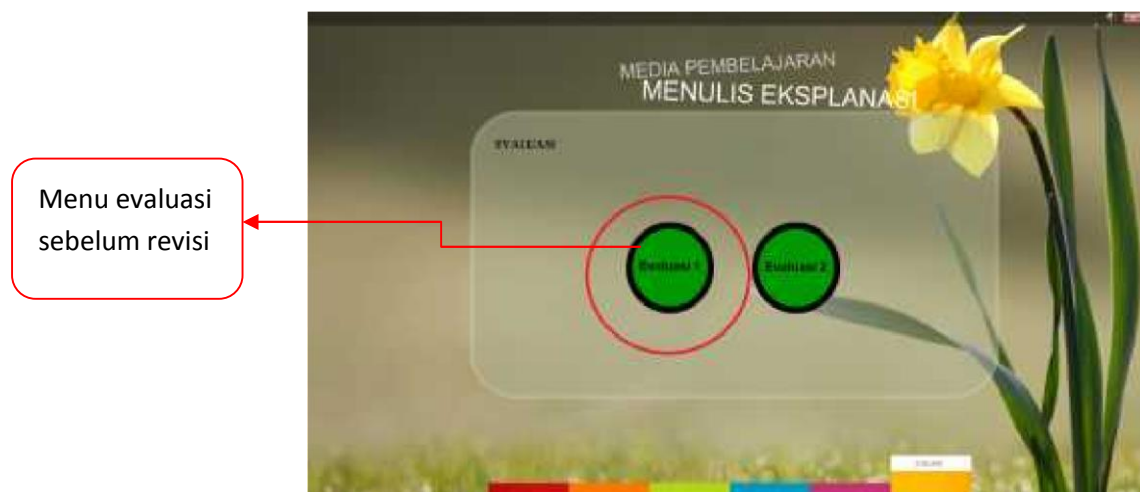 MEDIA PEMBELAJARAN
MENULIS EKSPLANASI
EVALUASI
Menu evaluasi
sebelum revisi
Evaluasi 1
Evaluasi 2